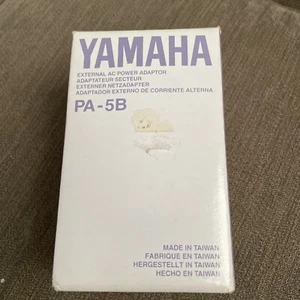 YAMAHA
EXTERNAL AC POWER ADAPTOR
ADAPTATEUR SECTEUR
EXTERNER NETZADAPTER
ADAPTADOR EXTERNO DE CORRIENTE ALTERNA
PA-5B
MADE IN TAIWAN
FABRIQUE EN TAIWAN
HERGESTELLT IN TAIWAN
HECHO EN TAIWAN